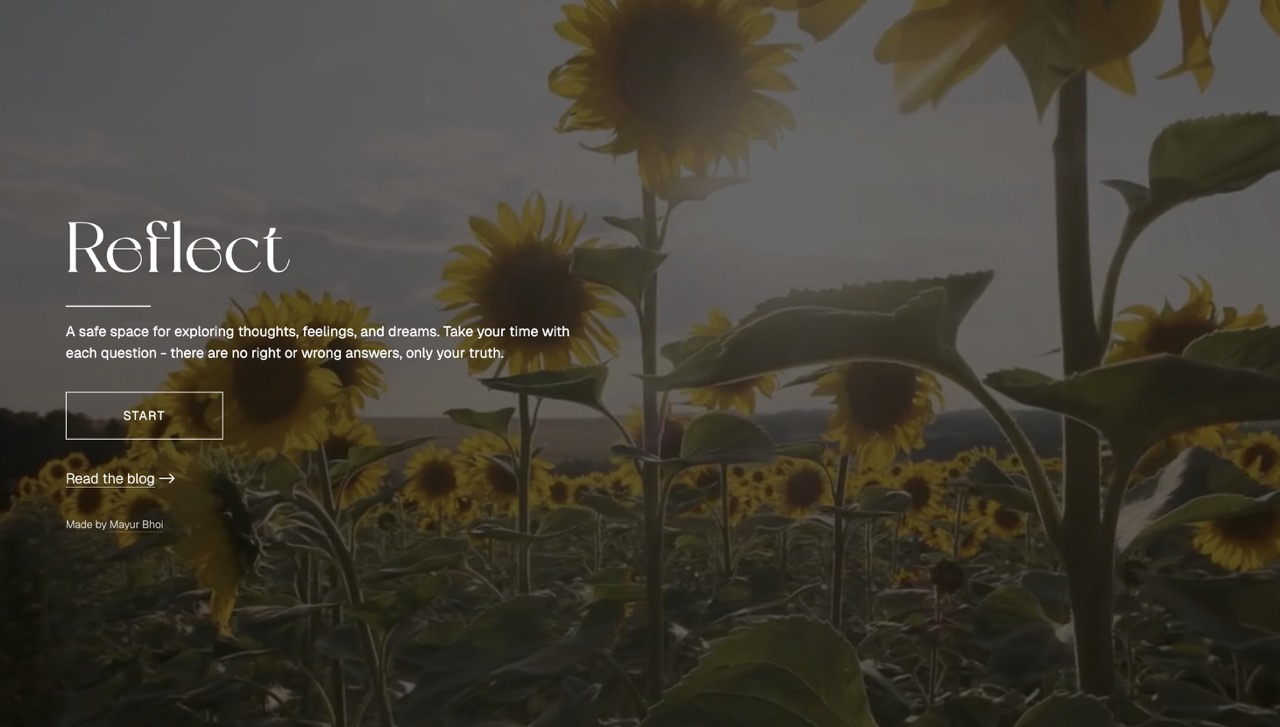 Reflect
A safe space for exploring thoughts, feelings, and dreams. Take your time with
each question - there are no right or wrong answers, only your truth.
START
Read the blog →
Made by Mayur Bhoi